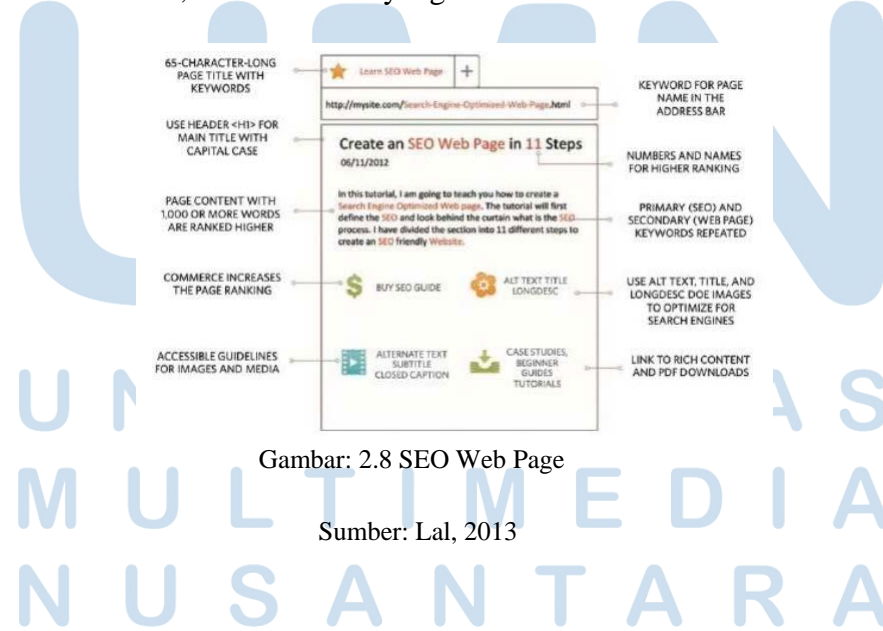 65-CHARACTER-LONG
PAGE TITLE WITH
KEYWORDS
Learn SEO Web Page
+
KEYWORD FOR PAGE
NAME IN THE
ADDRESS BAR
http://mysite.com/Search-Engine-Optimized-Web-Page.html
USE HEADER <H1> FOR
MAIN TITLE WITH
CAPITAL CASE
Create an SEO Web Page in 11 Steps
06/11/2012
NUMBERS AND NAMES
FOR HIGHER RANKING
PAGE CONTENT WITH
1,000 OR MORE WORDS
ARE RANKED HIGHER
In this tutorial, I am going to teach you how to create a
Search Engine Optimized Web page. The tutorial will first
define the SEO and look behind the curtain what is the SEO
process. I have divided the section into 11 different steps to
create an SEO friendly Website.
PRIMARY (SEO) AND
SECONDARY (WEB PAGE)
KEYWORDS REPEATED
COMMERCE INCREASES
THE PAGE RANKING
$
BUY SEO GUIDE
ALT TEXT TITLE
LONGDESC
USE ALT TEXT, TITLE, AND
LONGDESC DOE IMAGES
TO OPTIMIZE FOR
SEARCH ENGINES
ACCESSIBLE GUIDELINES
FOR IMAGES AND MEDIA
ALTERNATE TEXT
SUBTITLE
CLOSED CAPTION
CASE STUDIES,
BEGINNER
GUIDES
TUTORIALS
LINK TO RICH CONTENT
AND PDF DOWNLOADS
Gambar: 2.8 SEO Web Page
Sumber: Lal, 2013
MULTIMEDIA
NUSANTARA